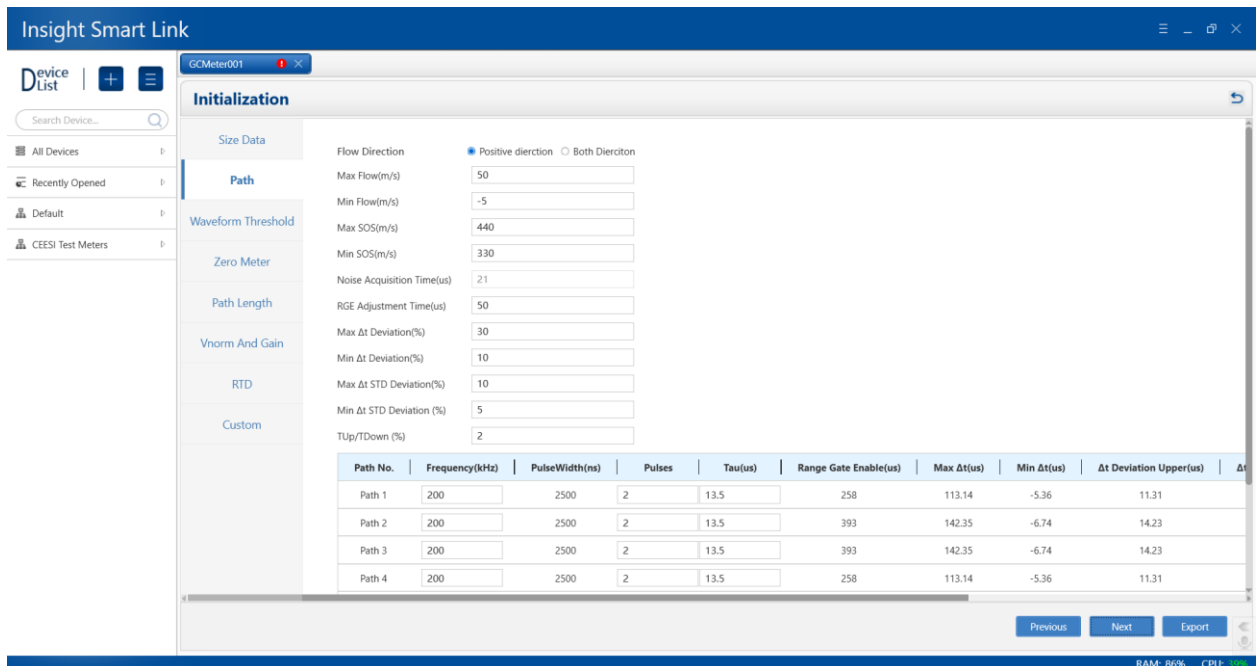 Insight Smart Link
Device List
GCMeter001
Initialization
Search Device...
All Devices
Recently Opened
Default
CEESI Test Meters
Size Data
Path
Waveform Threshold
Zero Meter
Path Length
Vnorm And Gain
RTD
Custom
Flow Direction Positive dierction Both Dierciton
Max Flow(m/s) 50
Min Flow(m/s) -5
Max SOS(m/s) 440
Min SOS(m/s) 330
Noise Acquisition Time(us) 21
RGE Adjustment Time(us) 50
Max Δt Deviation(%) 30
Min Δt Deviation(%) 10
Max Δt STD Deviation(%) 10
Min Δt STD Deviation (%) 5
TUp/TDown (%) 2
Path No. Frequency(kHz) PulseWidth(ns) Pulses Tau(us) Range Gate Enable(us) Max Δt(us) Min Δt(us) Δt Deviation Upper(us)
Path 1 200 2500 2 13.5 258 113.14 -5.36 11.31
Path 2 200 2500 2 13.5 393 142.35 -6.74 14.23
Path 3 200 2500 2 13.5 393 142.35 -6.74 14.23
Path 4 200 2500 2 13.5 258 113.14 -5.36 11.31
Previous Next Export
RAM: 86% CPU: 39%